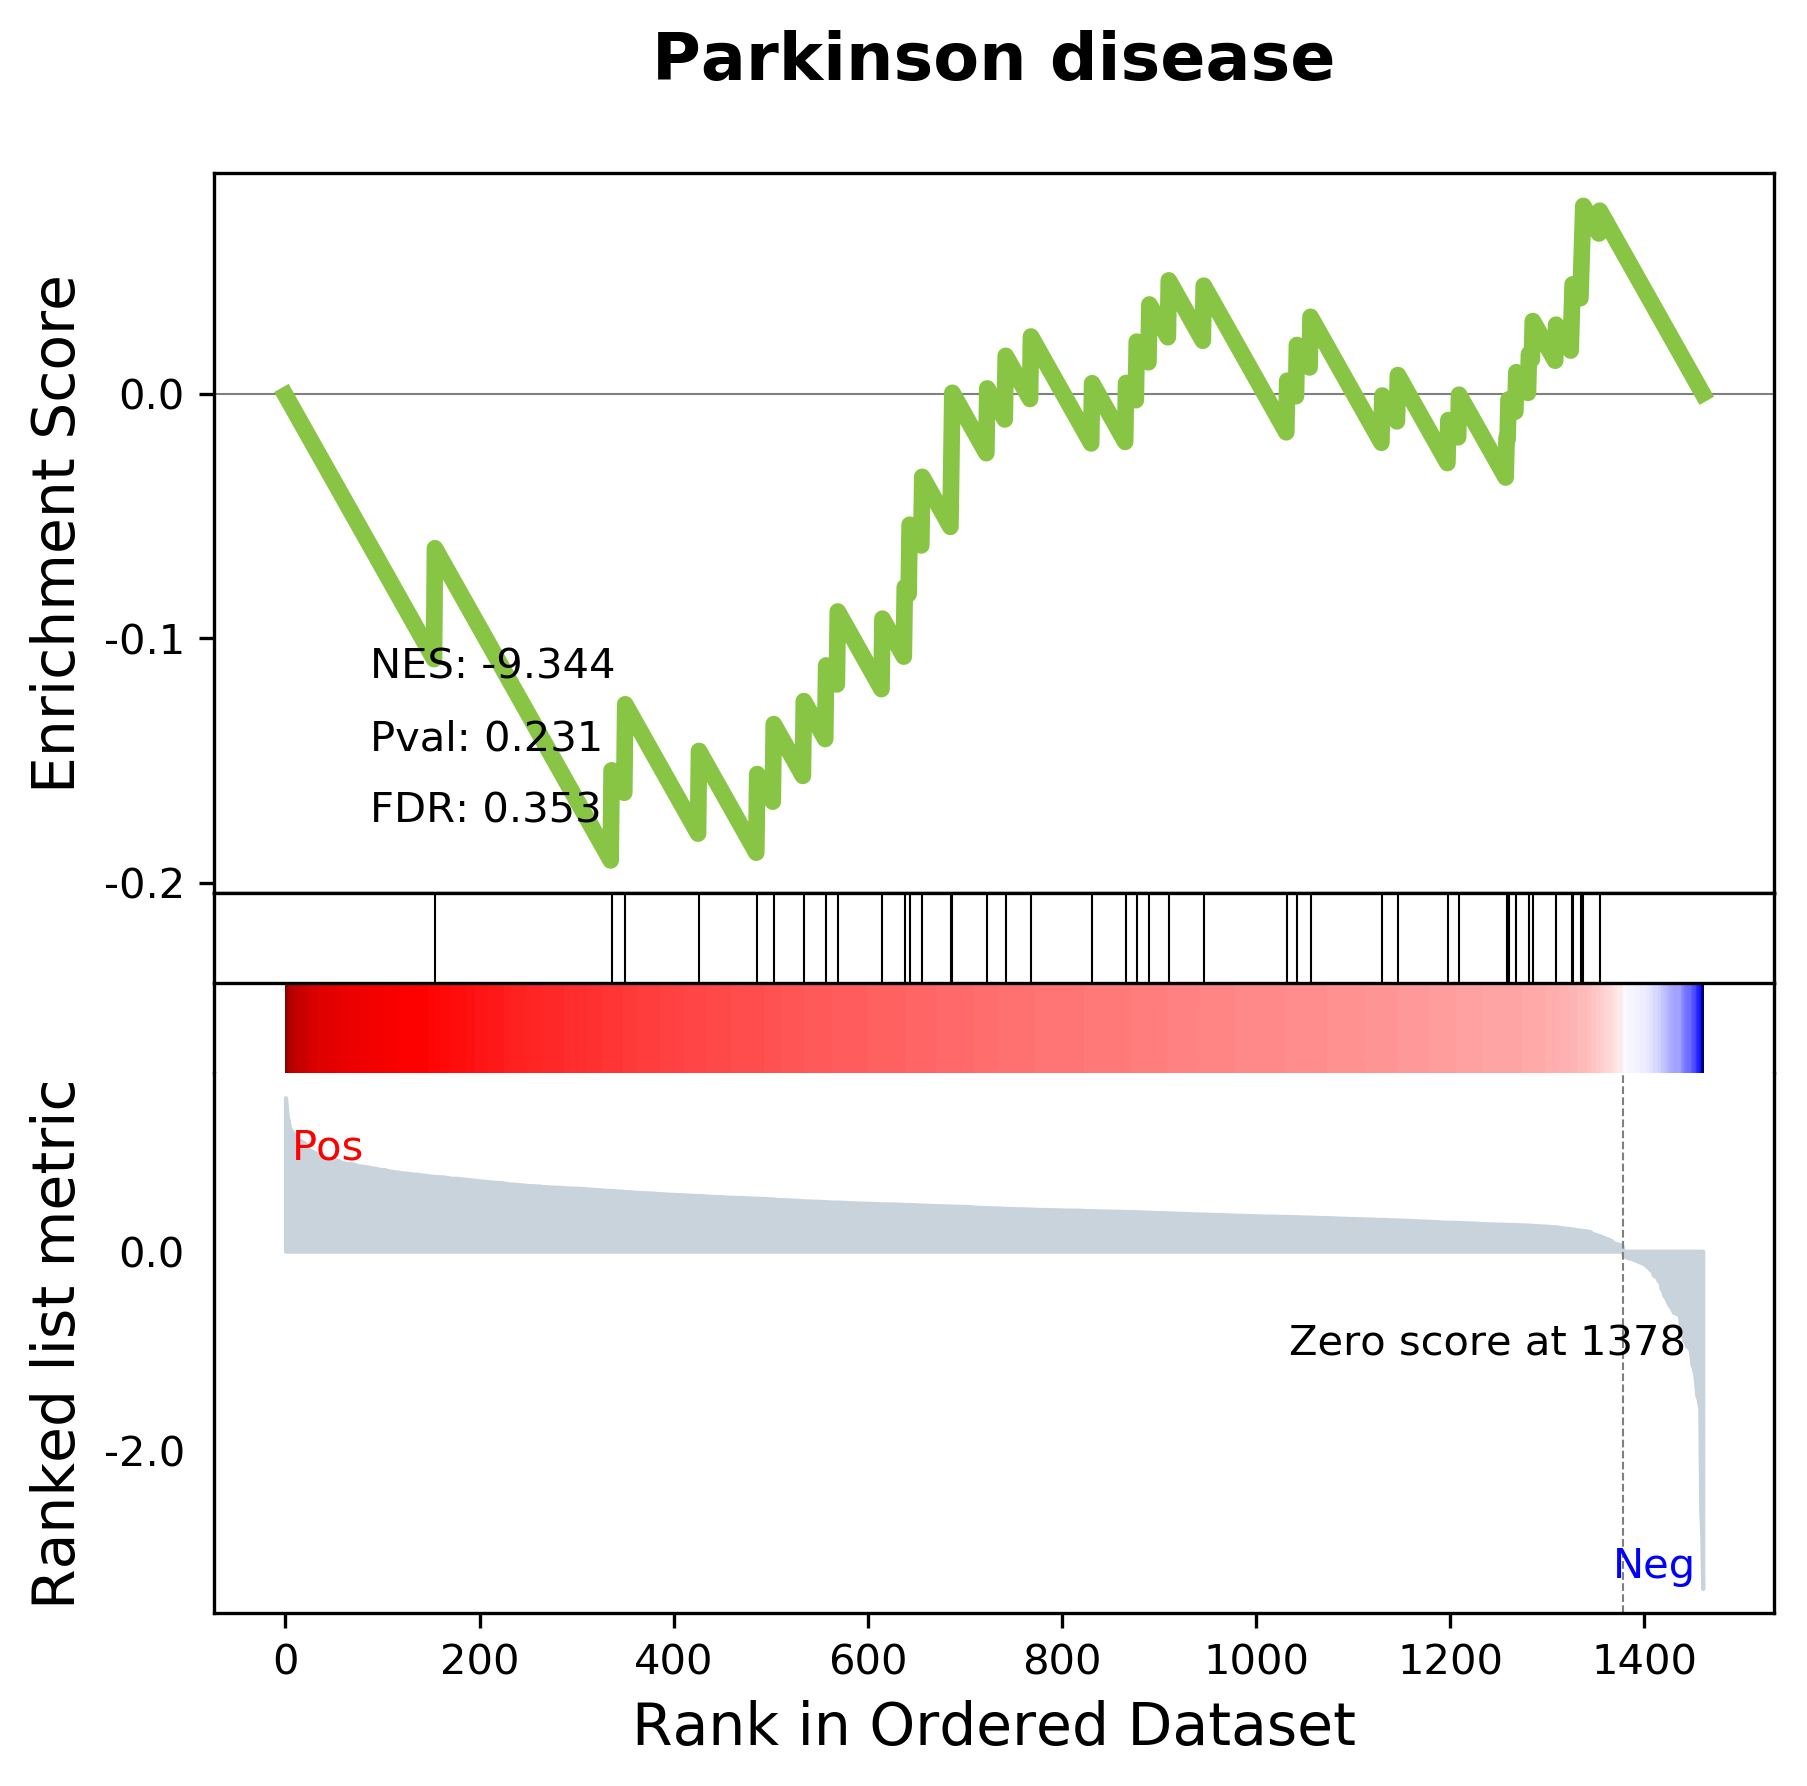 Parkinson disease
Enrichment Score
0.0
-0.1
-0.2
NES: -9.344
Pval: 0.231
FDR: 0.353
Ranked list metric
0.0
-2.0
Pos
Zero score at 1378
Neg
0 200 400 600 800 1000 1200 1400
Rank in Ordered Dataset